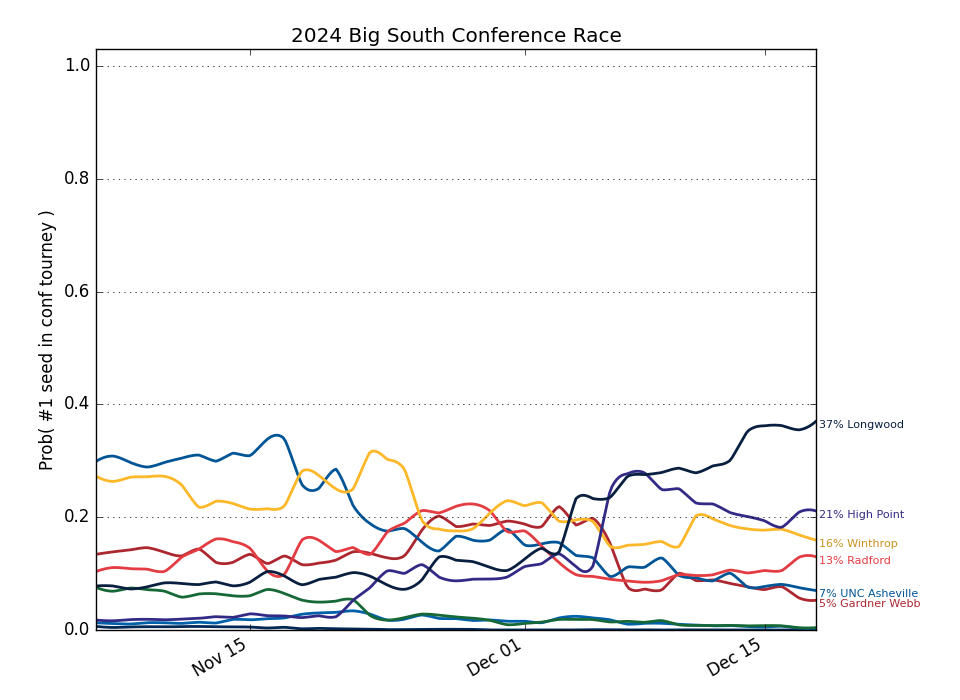 2024 Big South Conference Race
Prob( #1 seed in conf tourney )
1.0
0.8
0.6
0.4
0.2
0.0
Nov 15
Dec 01
Dec 15
37% Longwood
21% High Point
16% Winthrop
13% Radford
7% UNC Asheville
5% Gardner Webb